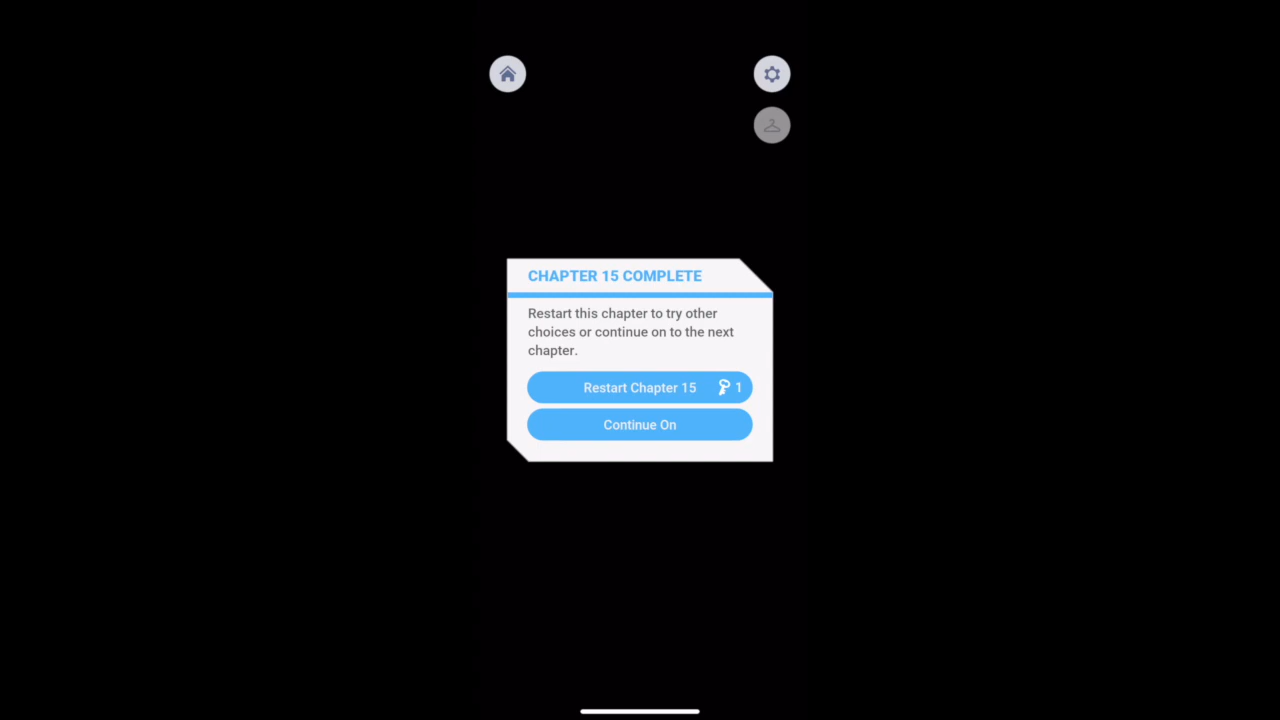 CHAPTER 15 COMPLETE
Restart this chapter to try other
choices or continue on to the next
chapter.
Restart Chapter 15 1
Continue On